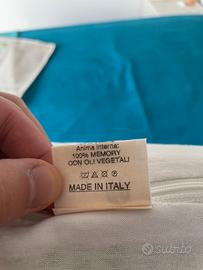 Anima Interna:
100% MEMORY
CON OLI VEGETALI
MADE IN ITALY
subito